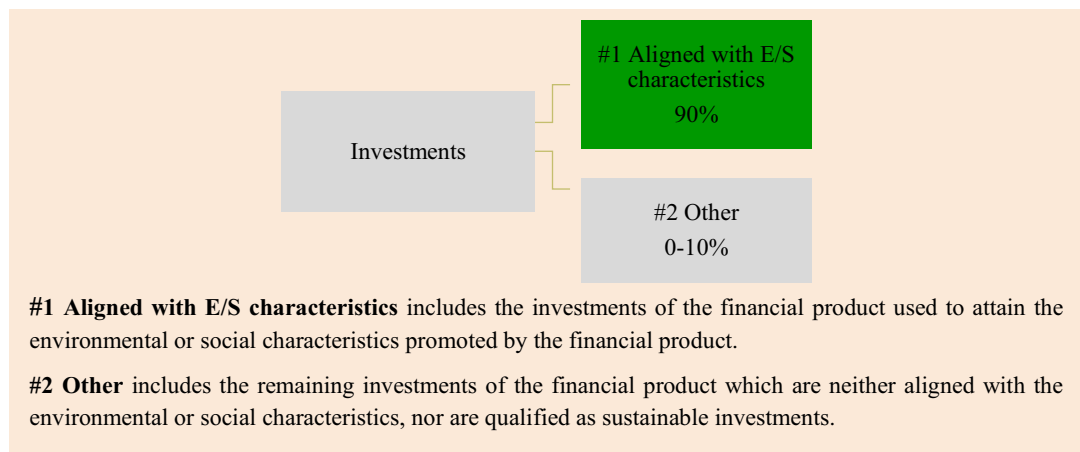 #1 Aligned with E/S
characteristics
90%
Investments
#2 Other
0-10%
#1 Aligned with E/S characteristics includes the investments of the financial product used to attain the
environmental or social characteristics promoted by the financial product.
#2 Other includes the remaining investments of the financial product which are neither aligned with the
environmental or social characteristics, nor are qualified as sustainable investments.